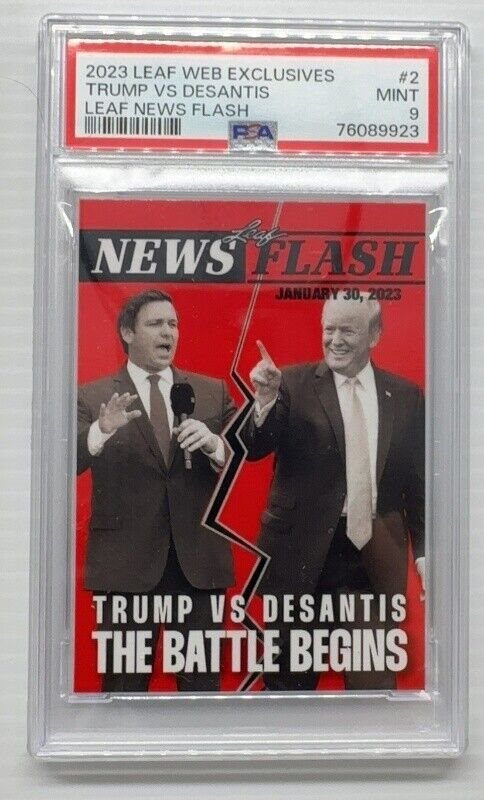 2023 LEAF WEB EXCLUSIVES #2
TRUMP VS DESANTIS MINT
LEAF NEWS FLASH 9
PSA 76089923
Leaf
NEWS FLASH
JANUARY 30, 2023
TRUMP VS DESANTIS
THE BATTLE BEGINS